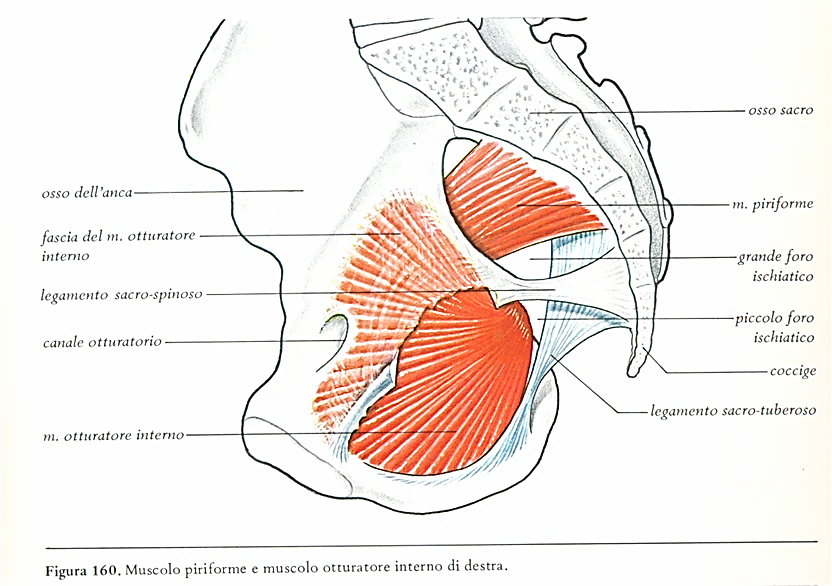 osso sacro
osso dell'anca
m. piriforme
fascia del m. otturatore
interno
grande foro
ischiatico
legamento sacro-spinoso
piccolo foro
ischiatico
canale otturatorio
coccige
legamento sacro-tuberoso
m. otturatore interno
Figura 160. Muscolo piriforme e muscolo otturatore interno di destra.